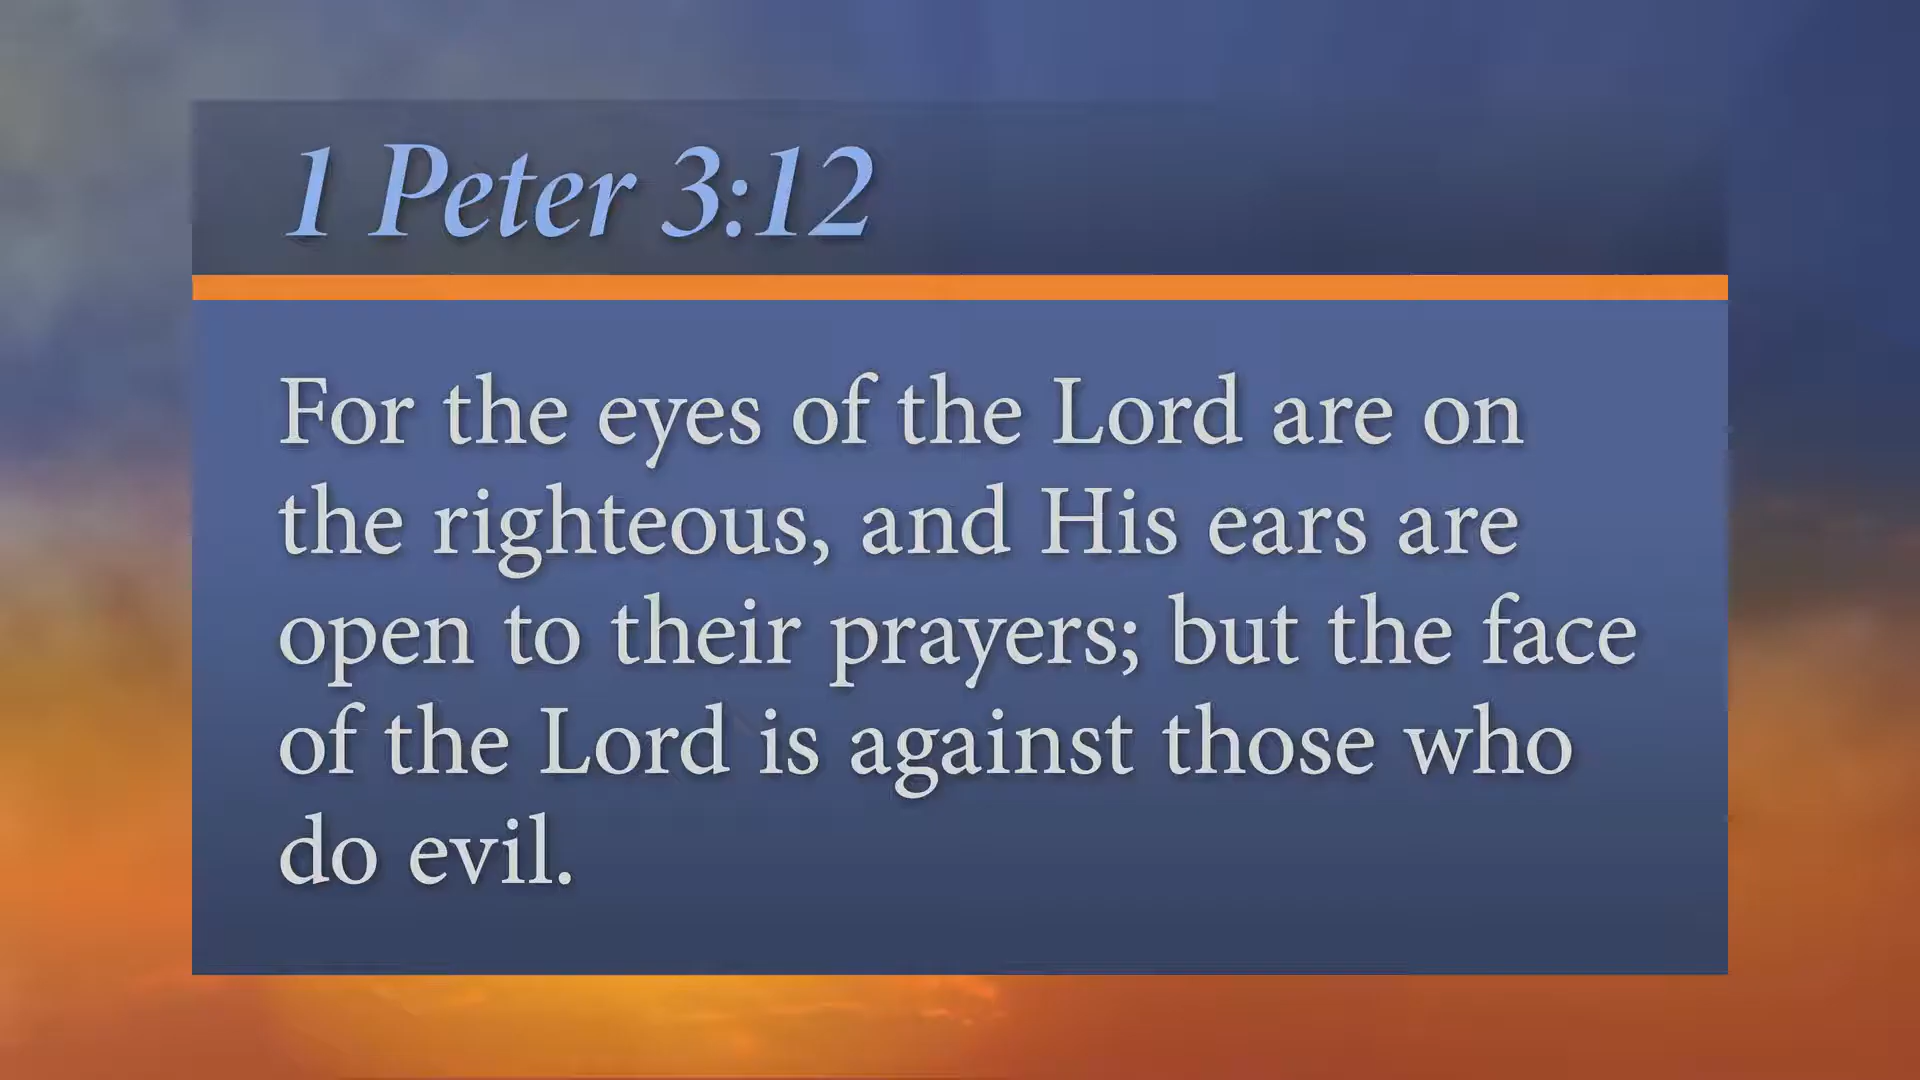 1 Peter 3:12
For the eyes of the Lord are on
the righteous, and His ears are
open to their prayers; but the face
of the Lord is against those who
do evil.